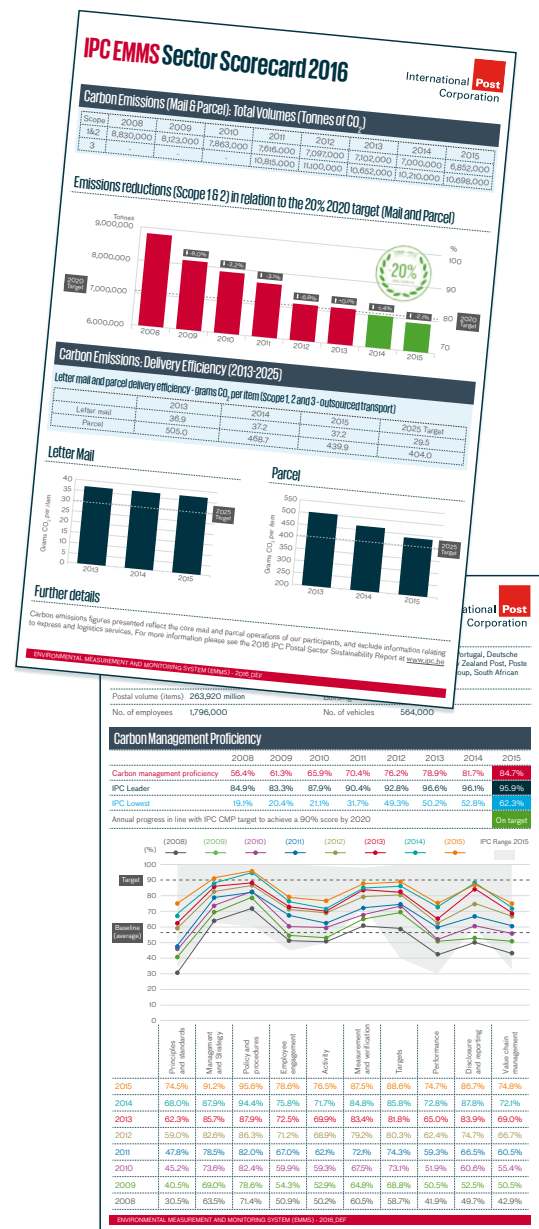 IPC EMMS Sector Scorecard 2016
International Post
Corporation
Carbon Emissions (Mail & Parcel): Total Volumes (Tonnes of CO2)
Scope 2008 2009 2010 2011 2012 2013 2014 2015
1&2 8,830,000 8,123,000 7,863,000 7,616,000 7,097,000 7,102,000 7,000,000 6,852,000
3 - - - 10,815,000 11,100,000 10,652,000 10,210,000 10,698,000
Emissions reductions (Scope 1 & 2) in relation to the 20% 2020 target (Mail and Parcel)
Tonnes
%
9,000,000
100
8,000,000
90
7,000,000
80
6,000,000
70
2020
Target
2020
Target
-8.0%
-3.2%
-3.1%
-6.8%
+0.1%
-1.4%
-2.1%
20%
2008 2009 2010 2011 2012 2013 2014 2015
Carbon Emissions: Delivery Efficiency (2013-2025)
Letter mail and parcel delivery efficiency - grams CO2 per item (Scope 1, 2 and 3 - outsourced transport)
2013 2014 2015 2025 Target
Letter mail 36.9 37.2 37.2 29.5
Parcel 505.0 468.7 439.9 404.0
Letter Mail
Grams CO2 per item
40
35
30
25
20
15
10
5
0
2025
Target
2013 2014 2015
Parcel
Grams CO2 per item
550
500
450
400
350
300
250
200
2025
Target
2013 2014 2015
Further details
Carbon emissions figures presented reflect the core mail and parcel operations of our participants, and exclude information relating
to express and logistics services. For more information please see the 2016 IPC Postal Sector Sustainability Report at www.ipc.be
ENVIRONMENTAL MEASUREMENT AND MONITORING SYSTEM (EMMS) - 2016_DEF
ational Post
Corporation
ortugal, Deutsche
Zealand Post, Poste
oup, South African
Postal volume (items) 263,920 million
No. of employees 1,796,000 No. of vehicles 564,000
Carbon Management Proficiency
2008 2009 2010 2011 2012 2013 2014 2015
Carbon management proficiency 56.4% 61.3% 65.9% 70.4% 76.2% 78.9% 81.7% 84.7%
IPC Leader 84.9% 83.3% 87.9% 90.4% 92.8% 96.6% 96.1% 95.9%
IPC Lowest 19.1% 20.4% 21.1% 31.7% 49.3% 50.2% 52.8% 62.3%
Annual progress in line with IPC CMP target to achieve a 90% score by 2020 On target
(%) (2008) (2009) (2010) (2011) (2012) (2013) (2014) (2015) IPC Range 2015
100
90
80
70
60
50
40
30
20
10
0
Target
Baseline
(average)
Principles
and standards
Management
and Strategy
Policy and
procedures
Employee
engagement
Activity
Measurement
and verification
Targets
Performance
Disclosure
and reporting
Value chain
management
2015 74.5% 91.2% 95.6% 78.6% 76.5% 87.5% 88.6% 74.7% 86.7% 74.8%
2014 68.0% 87.9% 94.4% 75.8% 71.7% 84.8% 85.8% 72.8% 87.8% 72.1%
2013 62.3% 85.7% 87.9% 72.5% 69.9% 83.4% 81.8% 65.0% 83.9% 69.0%
2012 59.0% 82.6% 86.3% 71.2% 68.9% 79.2% 80.3% 62.4% 74.7% 66.7%
2011 47.8% 78.5% 82.0% 67.0% 62.1% 72.1% 74.3% 59.3% 66.5% 60.5%
2010 45.2% 73.6% 82.4% 59.9% 59.3% 67.5% 73.1% 51.9% 60.6% 55.4%
2009 40.5% 69.0% 78.6% 54.3% 52.9% 64.8% 68.8% 50.5% 52.5% 50.5%
2008 30.5% 63.5% 71.4% 50.9% 50.2% 60.5% 58.7% 41.9% 49.7% 42.9%
ENVIRONMENTAL MEASUREMENT AND MONITORING SYSTEM (EMMS) - 2016_DEF